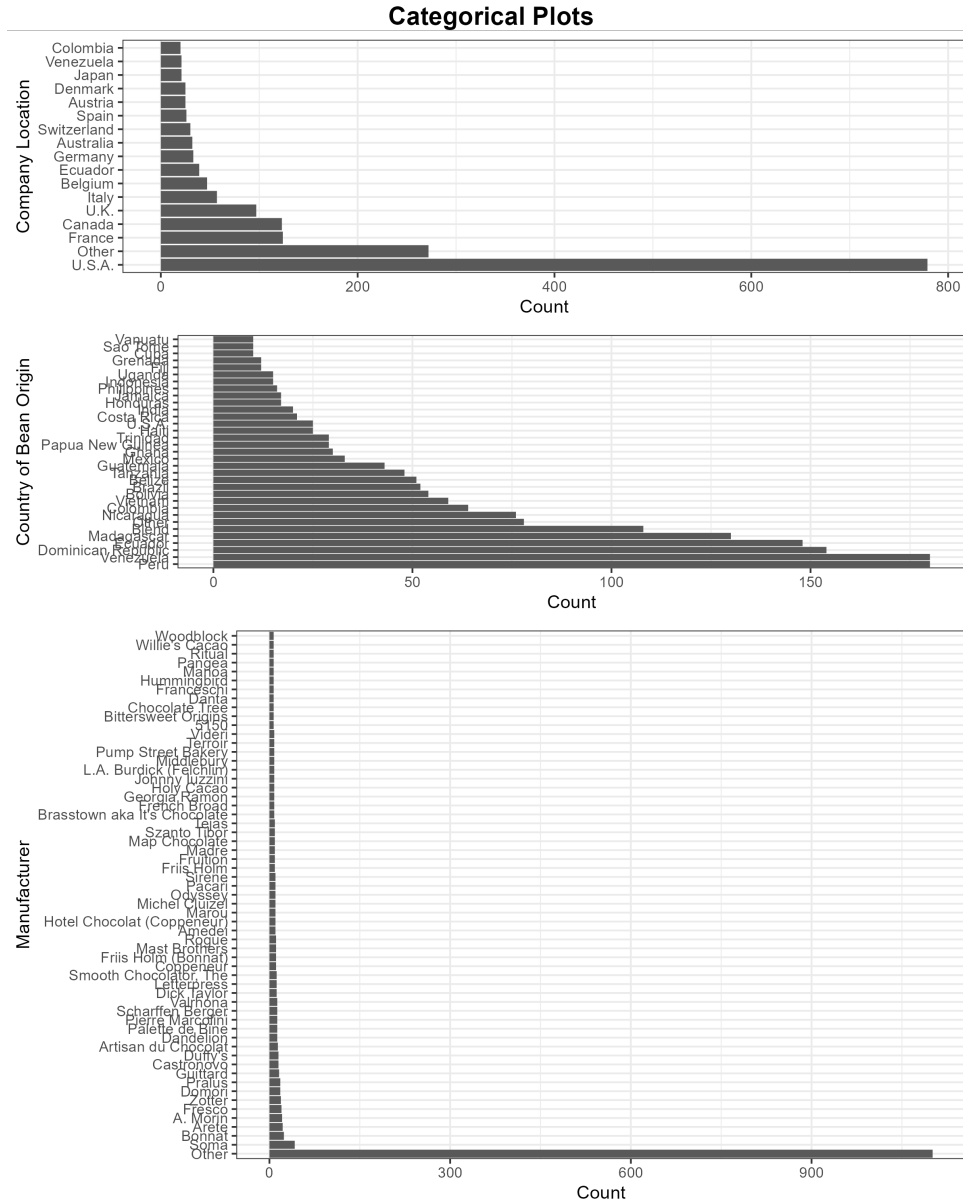 Categorical Plots
Company Location
Colombia
Venezuela
Japan
Denmark
Austria
Spain
Switzerland
Australia
Germany
Ecuador
Belgium
Italy
U.K.
Canada
France
Other
U.S.A.
0 200 400 600 800
Count
Country of Bean Origin
Vanuatu
Sao Tome
Cuba
Grenada
Fiji
Uganda
Indonesia
Philippines
Jamaica
Honduras
India
Costa Rica
U.S.A.
Haiti
Trinidad
Papua New Guinea
Ghana
Mexico
Guatemala
Tanzania
Belize
Brazil
Bolivia
Vietnam
Colombia
Nicaragua
Other
Blend
Madagascar
Ecuador
Dominican Republic
Venezuela
Peru
0 50 100 150
Count
Manufacturer
Woodblock
Willie's Cacao
Ritual
Pangea
Manoa
Hummingbird
Franceschi
Danta
Chocolate Tree
Bittersweet Origins
5150
Videri
Terroir
Pump Street Bakery
Middlebury
L.A. Burdick (Felchlin)
Johnny Iuzzini
Holy Cacao
Georgia Ramon
French Broad
Brasstown aka It's Chocolate
Tejas
Szanto Tibor
Map Chocolate
Madre
Fruition
Friis Holm
Sirene
Pacari
Odyssey
Michel Cluizel
Marou
Hotel Chocolat (Coppeneur)
Amedei
Rogue
Mast Brothers
Friis Holm (Bonnat)
Coppeneur
Smooth Chocolator, The
Letterpress
Dick Taylor
Valrhona
Scharffen Berger
Pierre Marcolini
Palette de Bine
Dandelion
Artisan du Chocolat
Duffy's
Castronovo
Guittard
Pralus
Domori
Zotter
Fresco
A. Morin
Arete
Bonnat
Soma
Other
0 300 600 900
Count